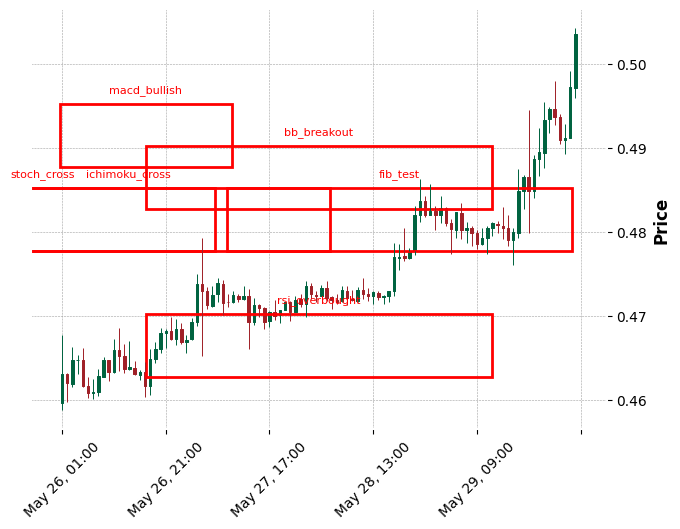 macd_bullish
bb_breakout
stoch_cross
ichimoku_cross
fib_test
rsi_overbought
0.50
0.49
0.48
0.47
0.46
Price
May 26, 01:00
May 26, 21:00
May 27, 17:00
May 28, 13:00
May 29, 09:00